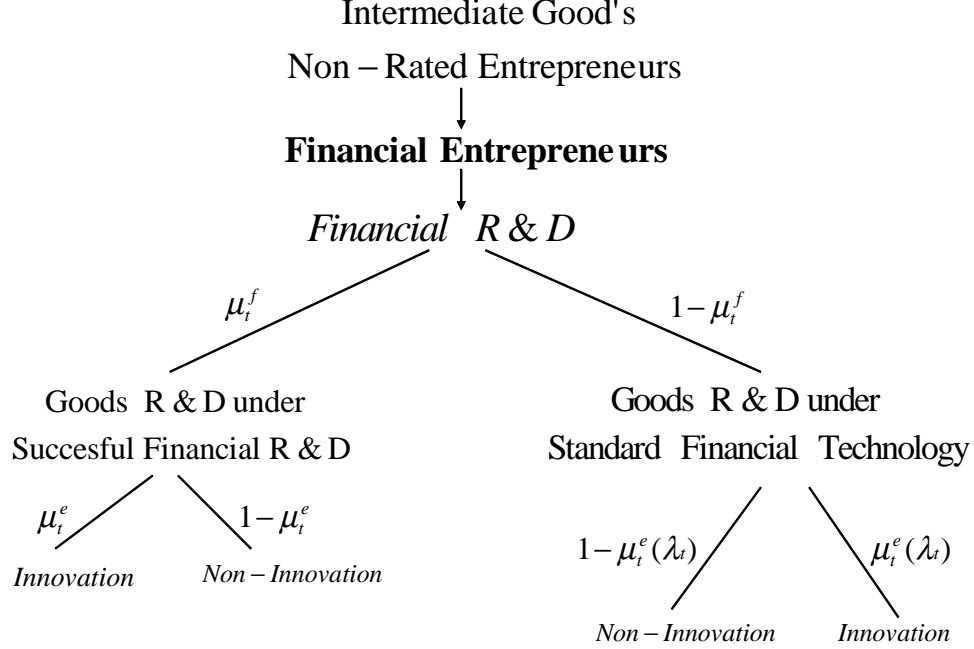 Intermediate Good's
Non – Rated Entrepreneurs
Financial Entrepreneurs
Financial R & D
μ_t^f
1 – μ_t^f
Goods R & D under
Succesful Financial R & D
Goods R & D under
Standard Financial Technology
μ_t^e
1 – μ_t^e
1 – μ_t^e(λ_t)
μ_t^e(λ_t)
Innovation
Non – Innovation
Non – Innovation
Innovation